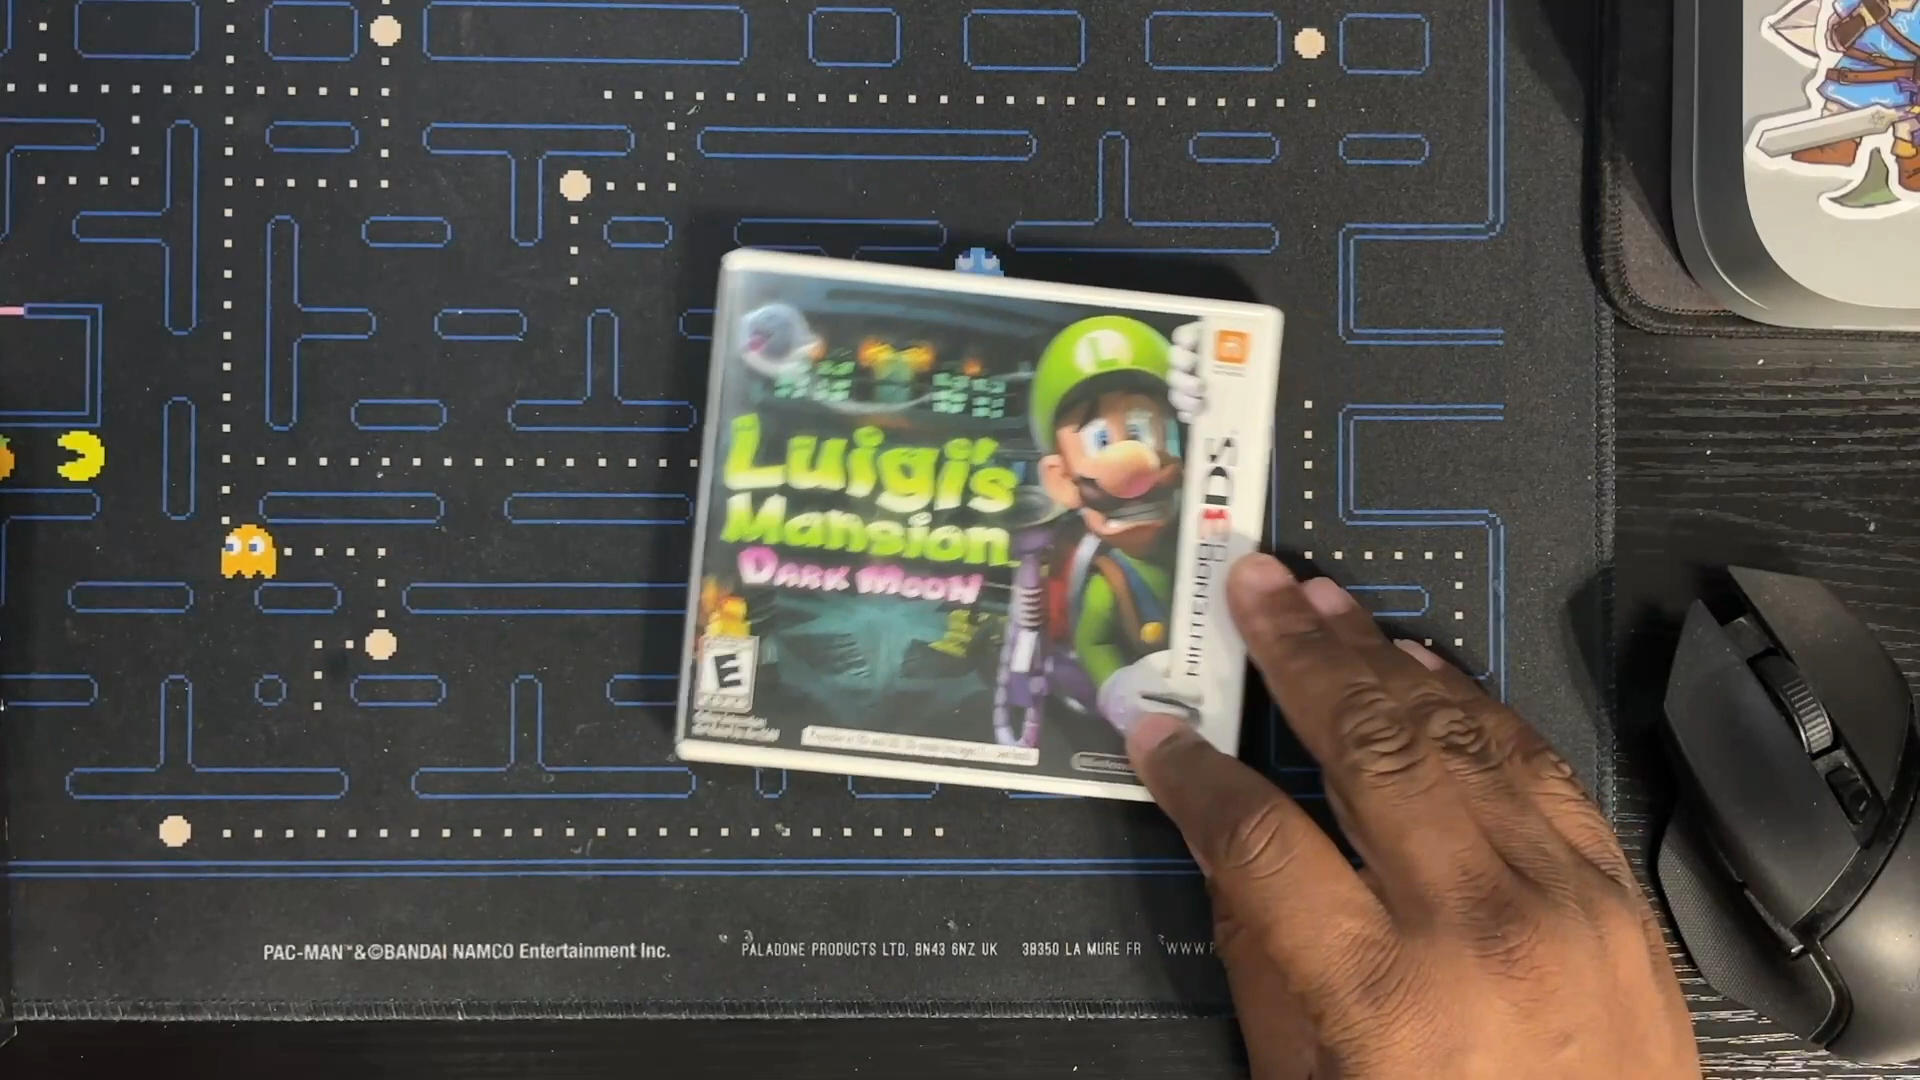 L
Luigi's
Mansion
DARK MOON
NINTENDO 3DS
E
PAC-MAN™&©BANDAI NAMCO Entertainment Inc.
PALADONE PRODUCTS LTD, BN43 6NZ UK
38350 LA MURE FR
WWW